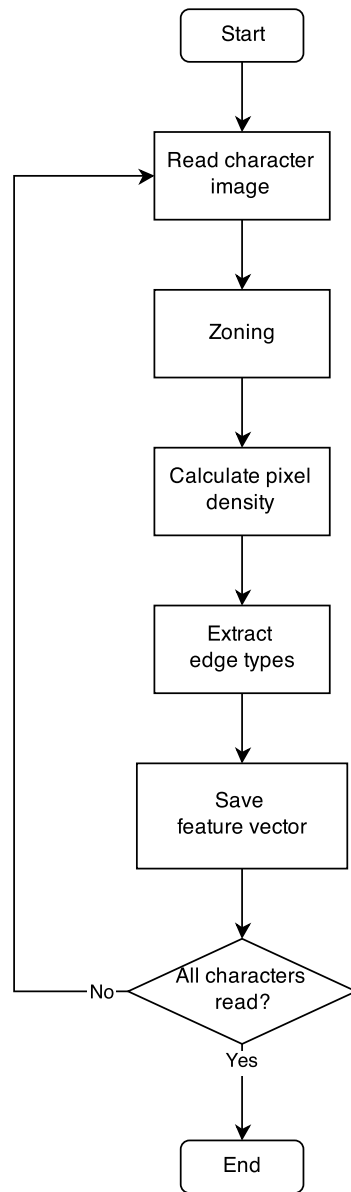 Start
Read character
image
Zoning
Calculate pixel
density
Extract
edge types
Save
feature vector
All characters
read?
No
Yes
End